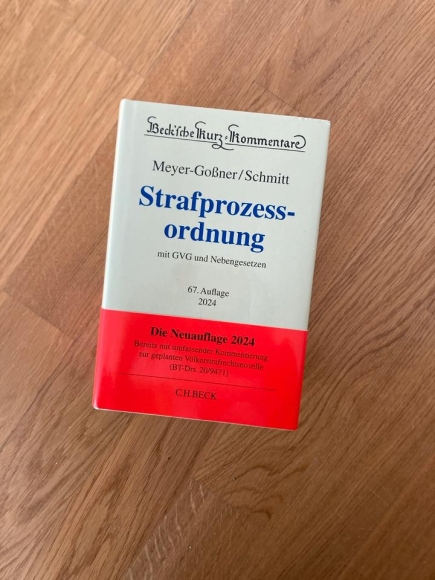 Beck'sche Kurz-Kommentare
Meyer-Goßner/Schmitt
Strafprozess-
ordnung
mit GVG und Nebengesetzen
67. Auflage
2024
Die Neuauflage 2024
Bereits mit umfassender Kommentierung
zur geplanten Völkerstrafrechtsnovelle
(BT-Drs. 20/9471)
C.H.BECK